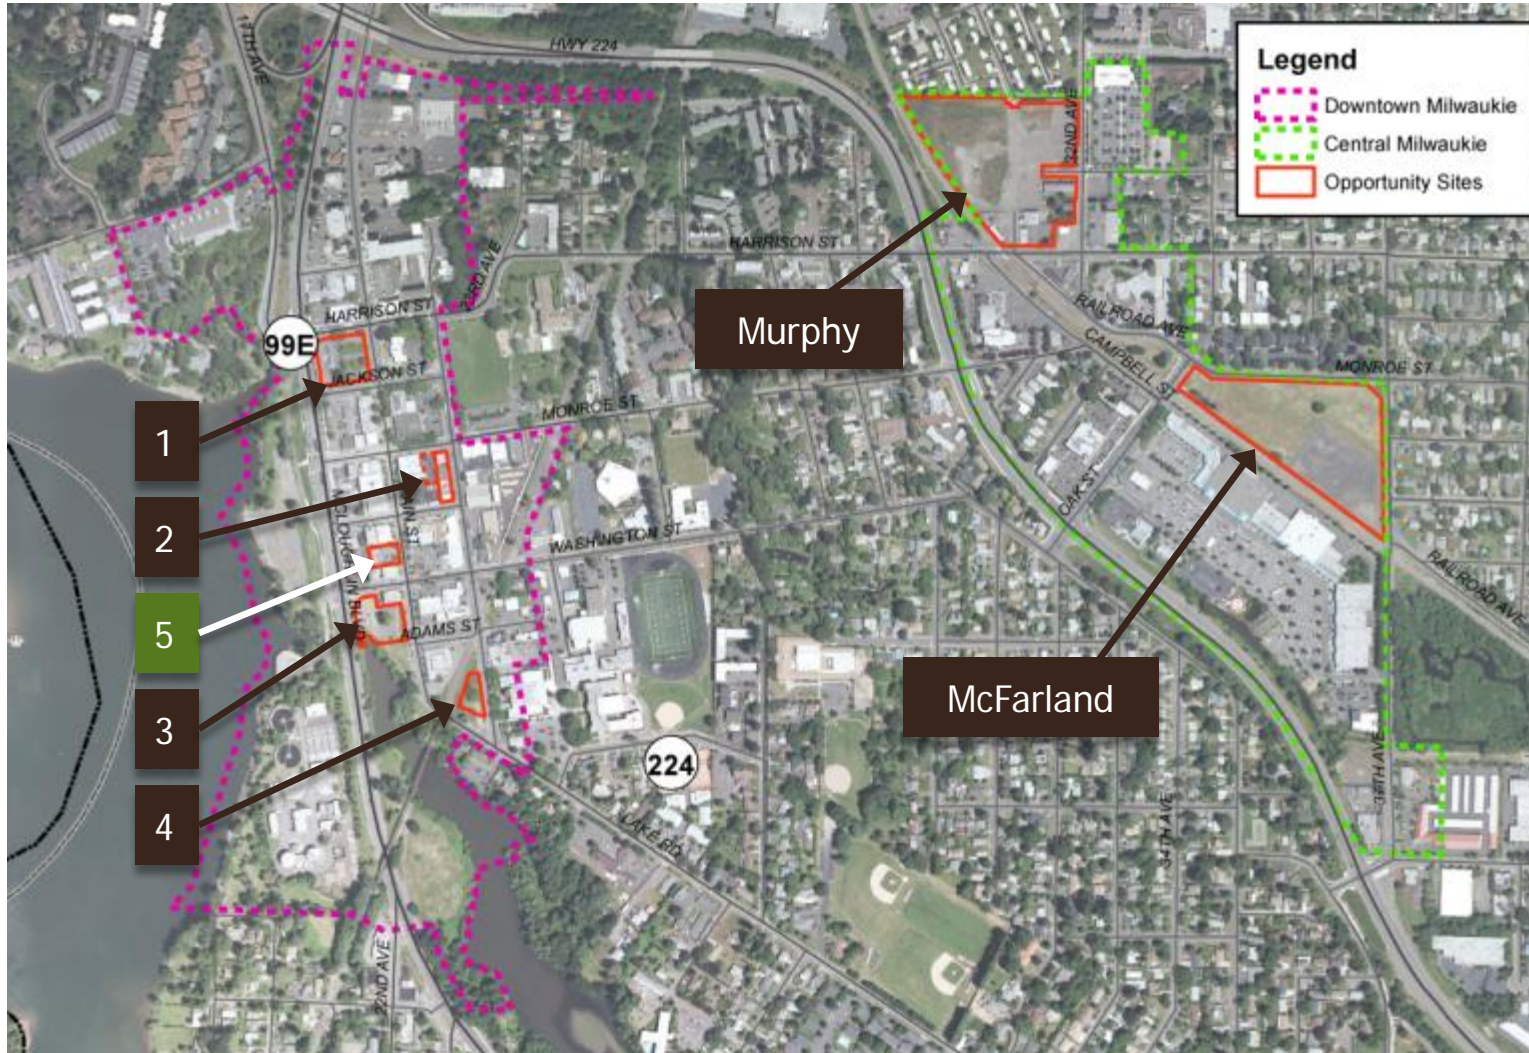 17TH AVE
HWY 224
Legend
Downtown Milwaukie
Central Milwaukie
Opportunity Sites
32ND AVE
HARRISON ST
23RD AVE
HARRISON ST
99E
JACKSON ST
Murphy
RAILROAD AVE
CAMPBELL ST
MONROE ST
MONROE ST
1
2
MAIN ST
MCLOUGHLIN BLVD
WASHINGTON ST
OAK ST
RAILROAD AVE
5
ADAMS ST
McFarland
3
224
37TH AVE
4
LAKE RD
34TH AVE
22ND AVE